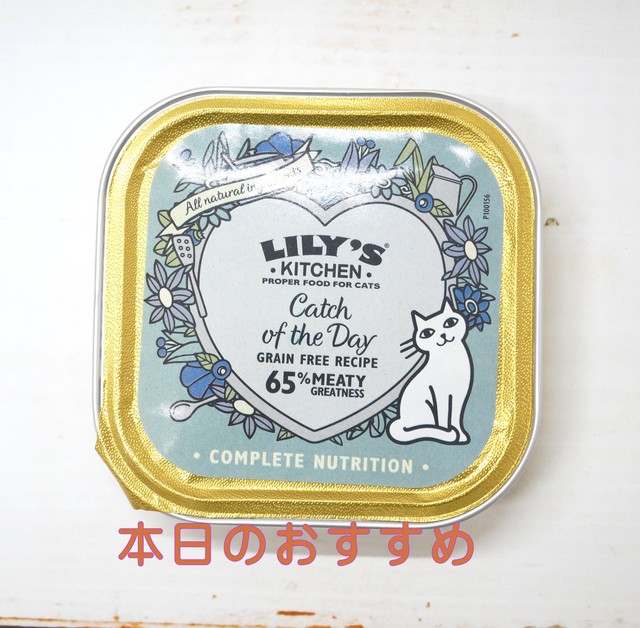 All natural
P100156
LILY'S®
• KITCHEN •
PROPER FOOD FOR CATS
Catch
of the Day
GRAIN FREE RECIPE
65% MEATY
GREATNESS
• COMPLETE NUTRITION •
本日のおすすめ